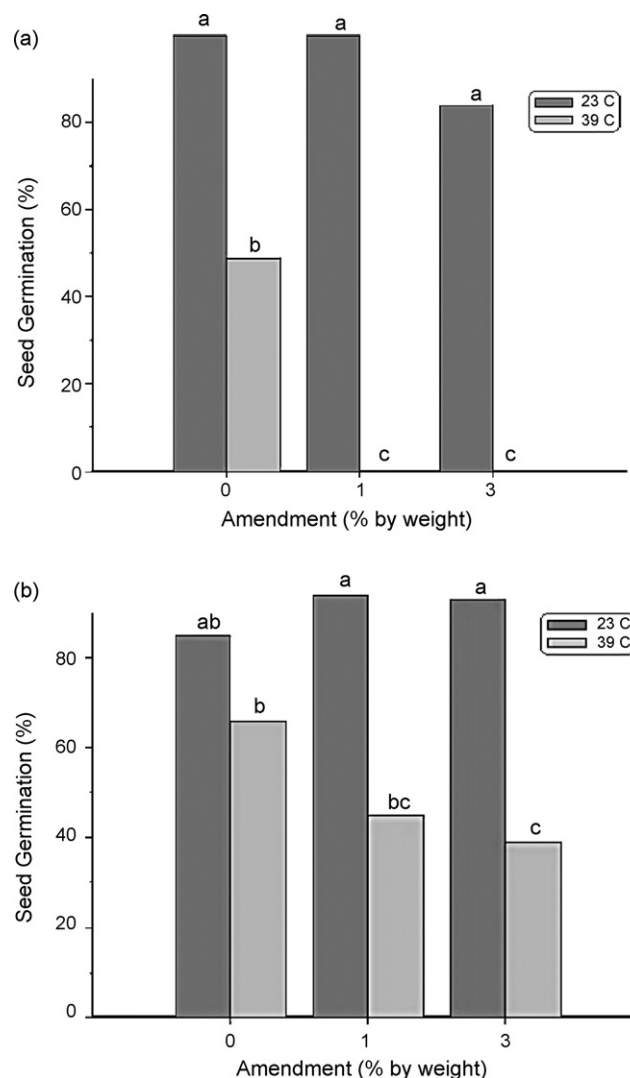 (a)
a
a
a
23 C
39 C
80
60
b
40
20
c
c
0
0
1
3
Seed Germination (%)
Amendment (% by weight)
(b)
a
a
ab
23 C
39 C
80
b
60
bc
c
40
20
0
0
1
3
Seed Germination (%)
Amendment (% by weight)